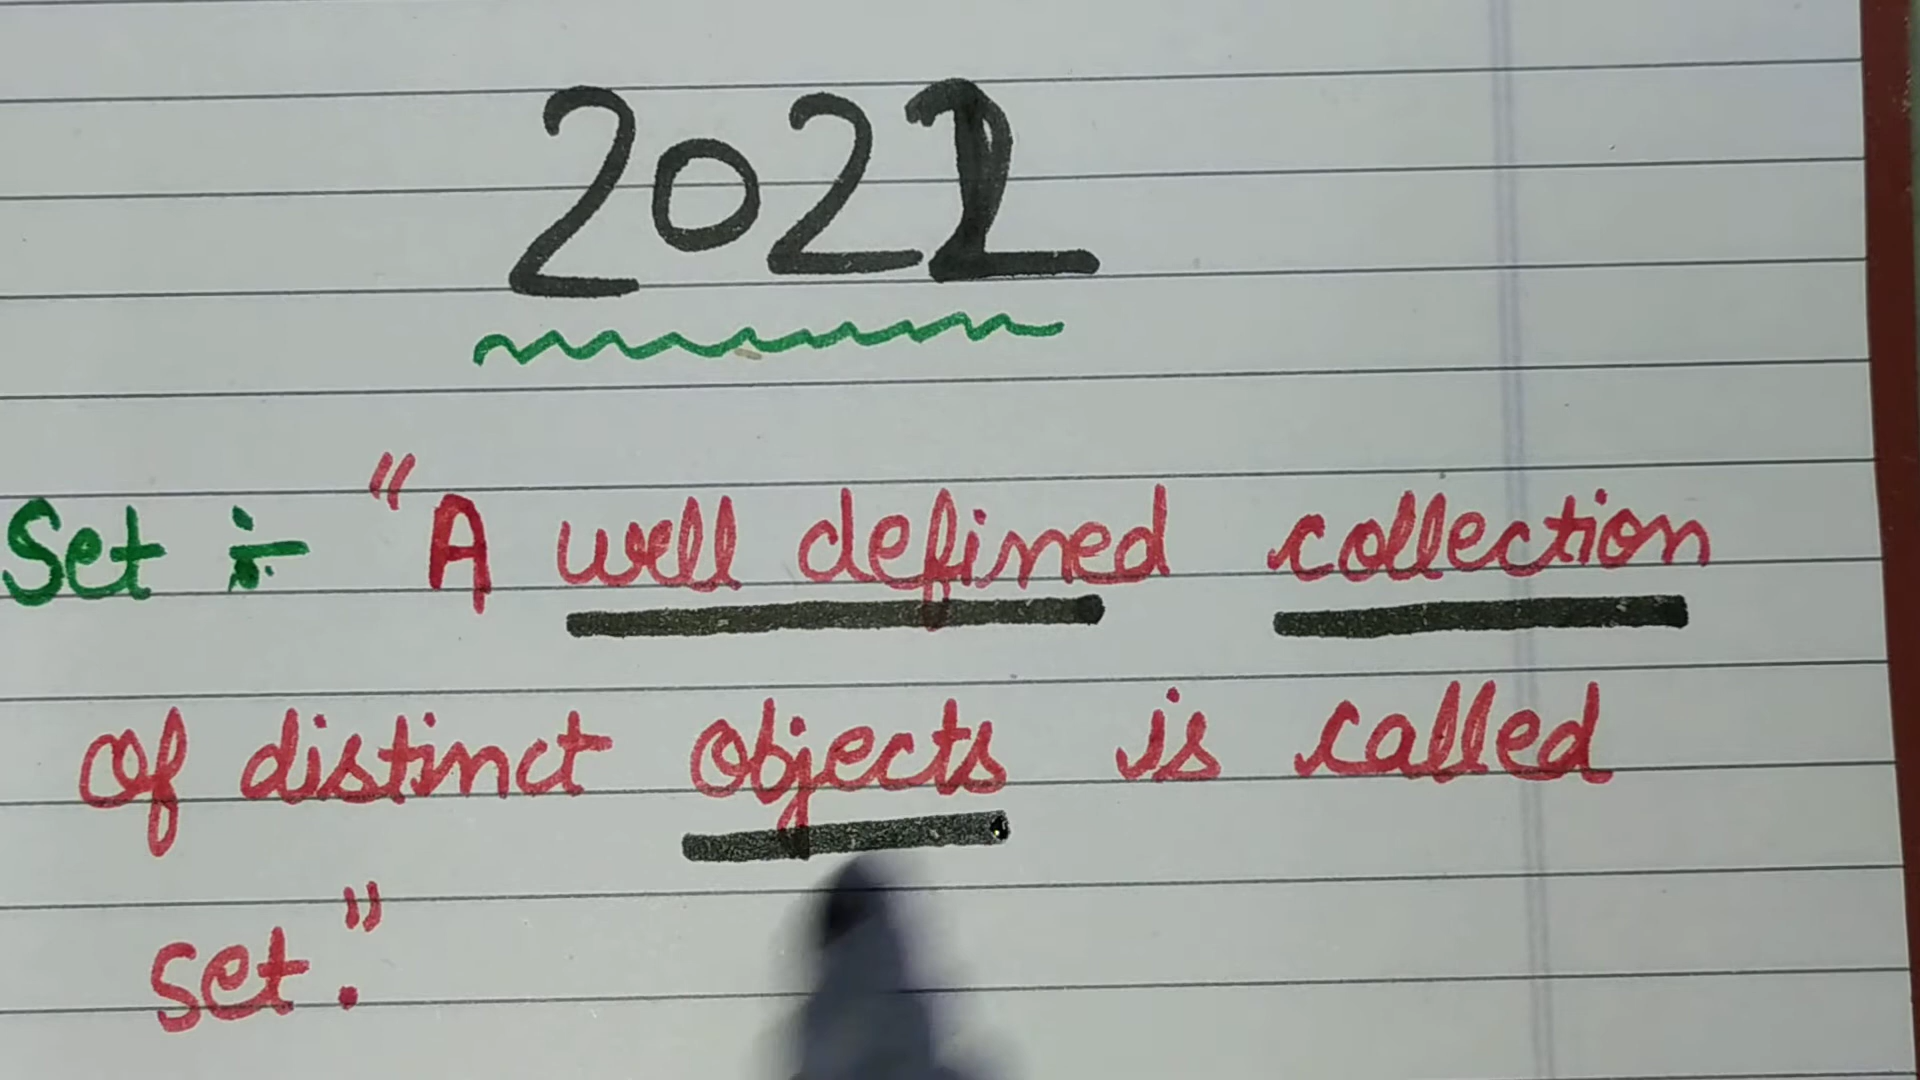 2022
Set :- "A well defined collection
of distinct objects is called
set."